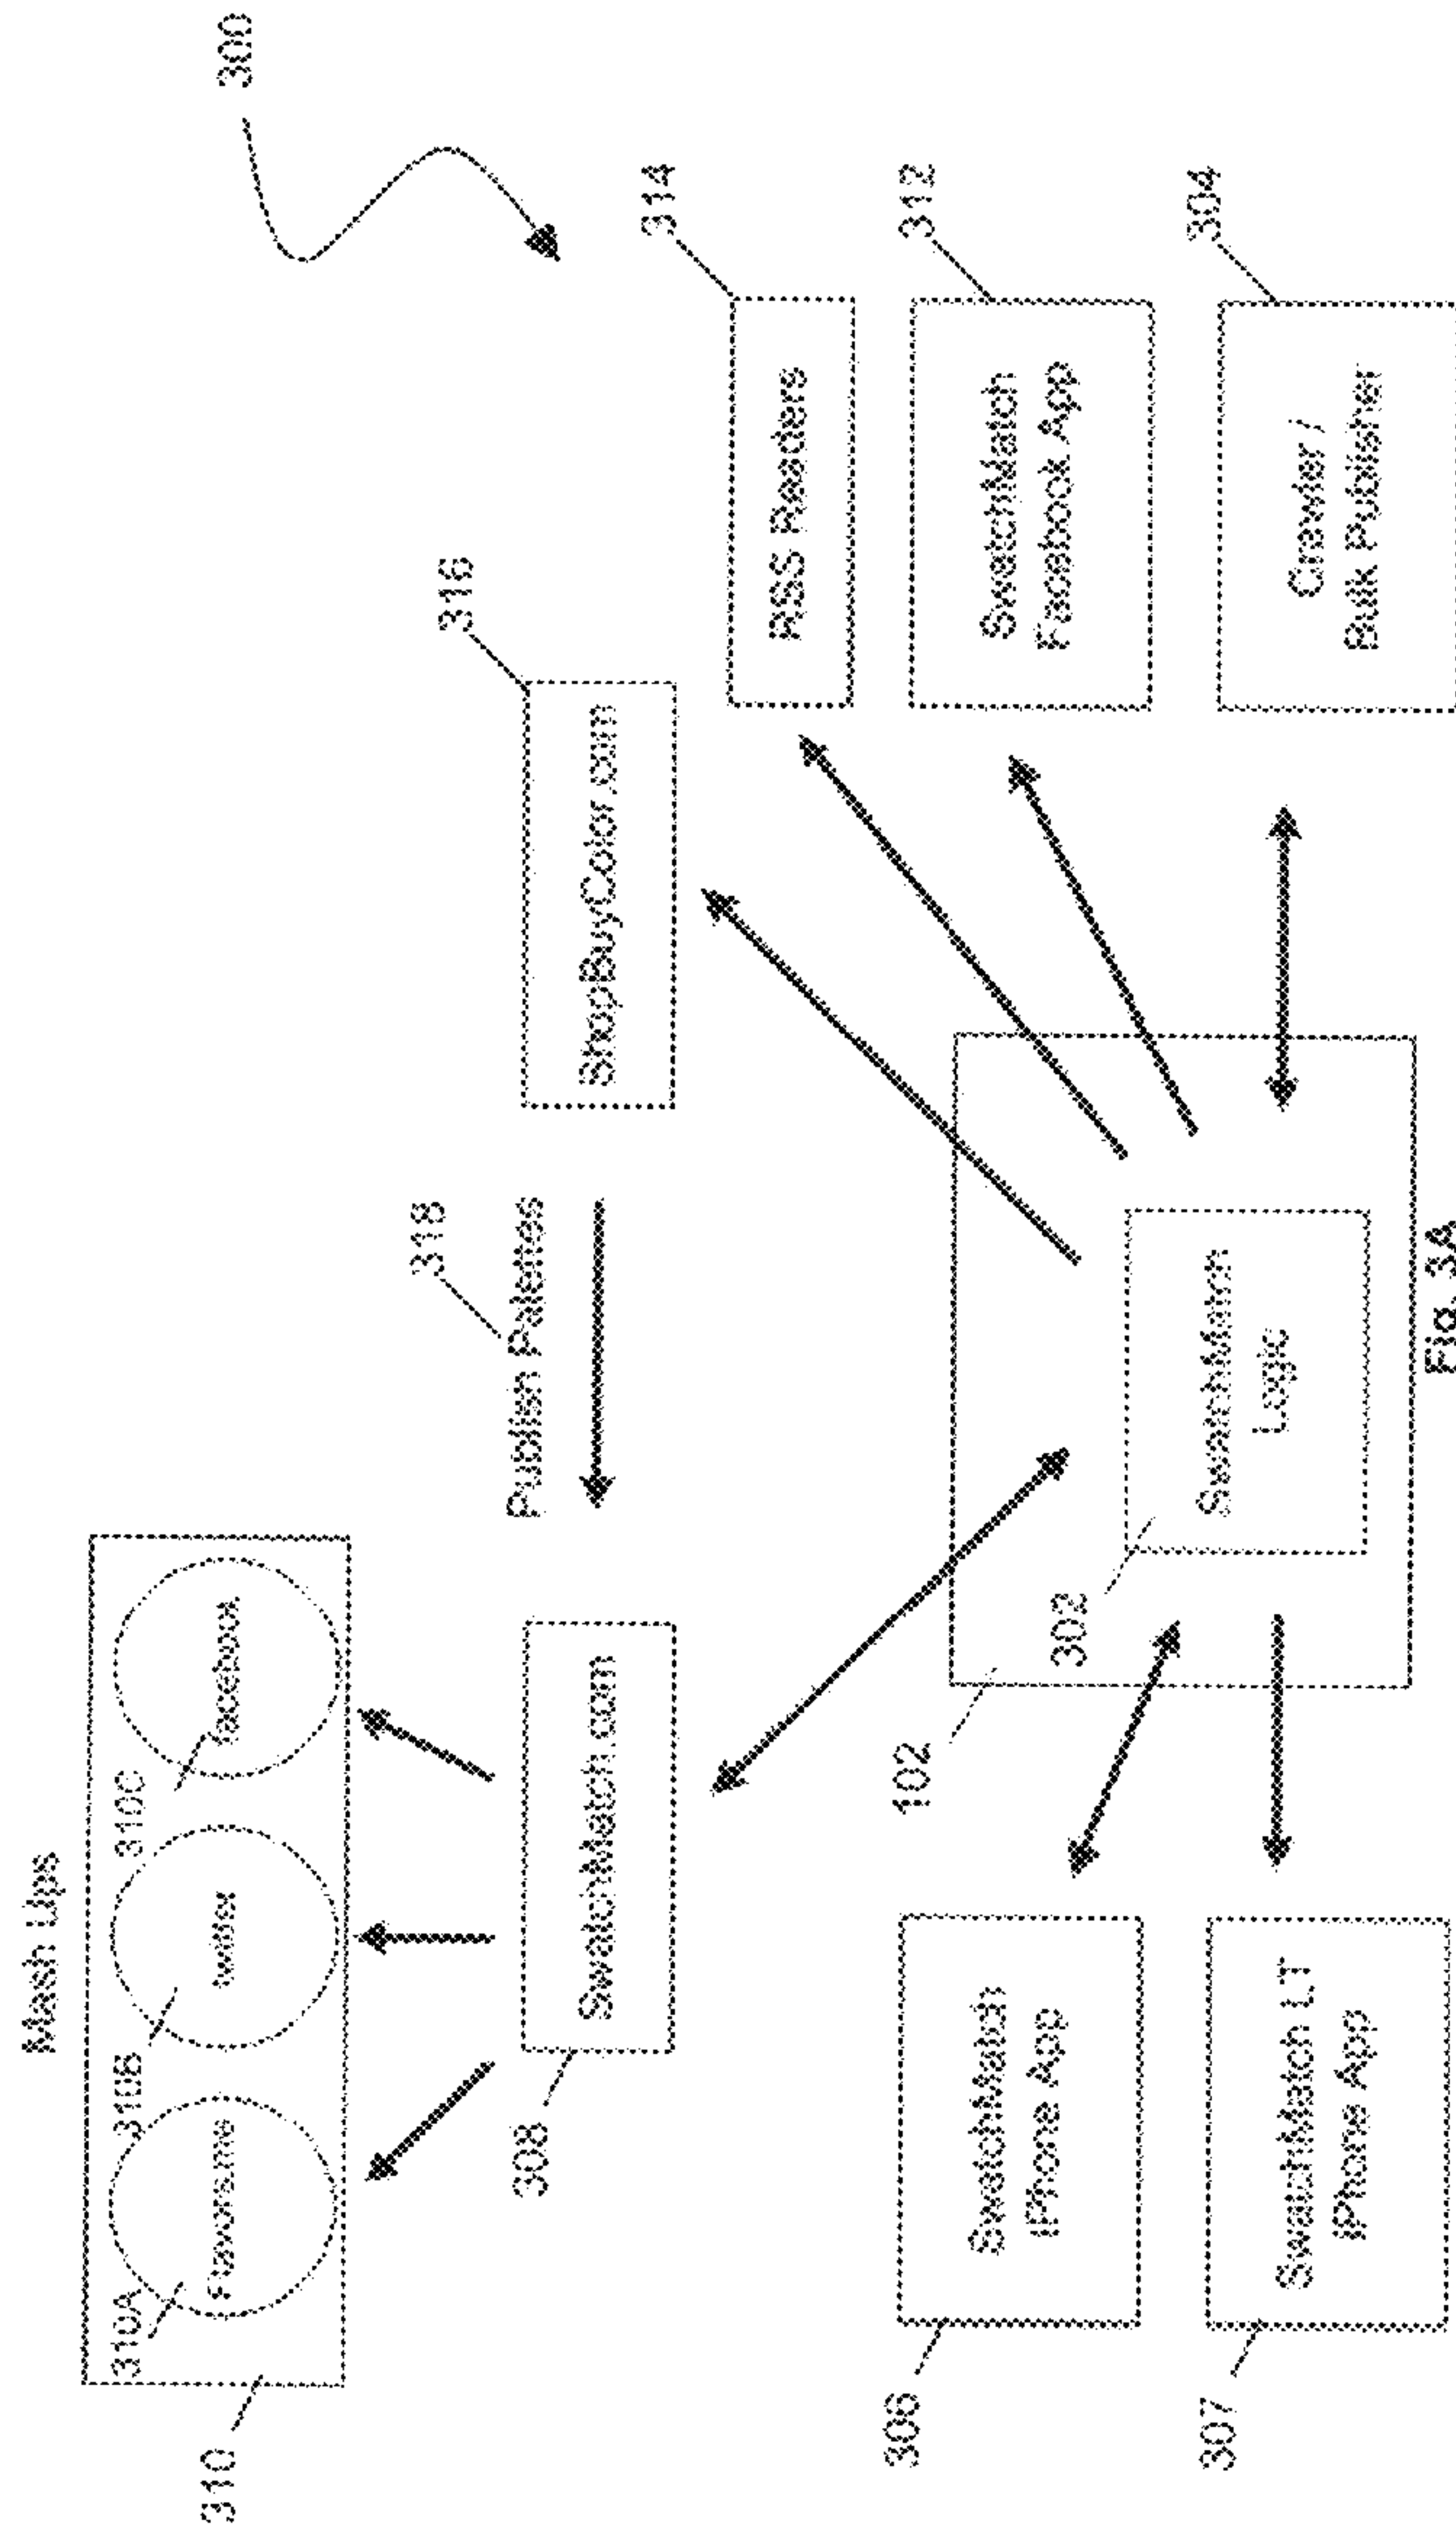 300
Mash Ups
310
310A
Flavors.me
310B
twitter
310C
facebook
318
Publish Palettes
316
308
SwatchMatch.com
ShopBuyColor.com
314
RSS Readers
306
SwatchMatch
iPhone App
102
302
SwatchMatch
Logic
312
SwatchMatch
Facebook App
307
SwatchMatch LT
iPhone App
304
Crawler /
Bulk Publisher
Fig. 3A